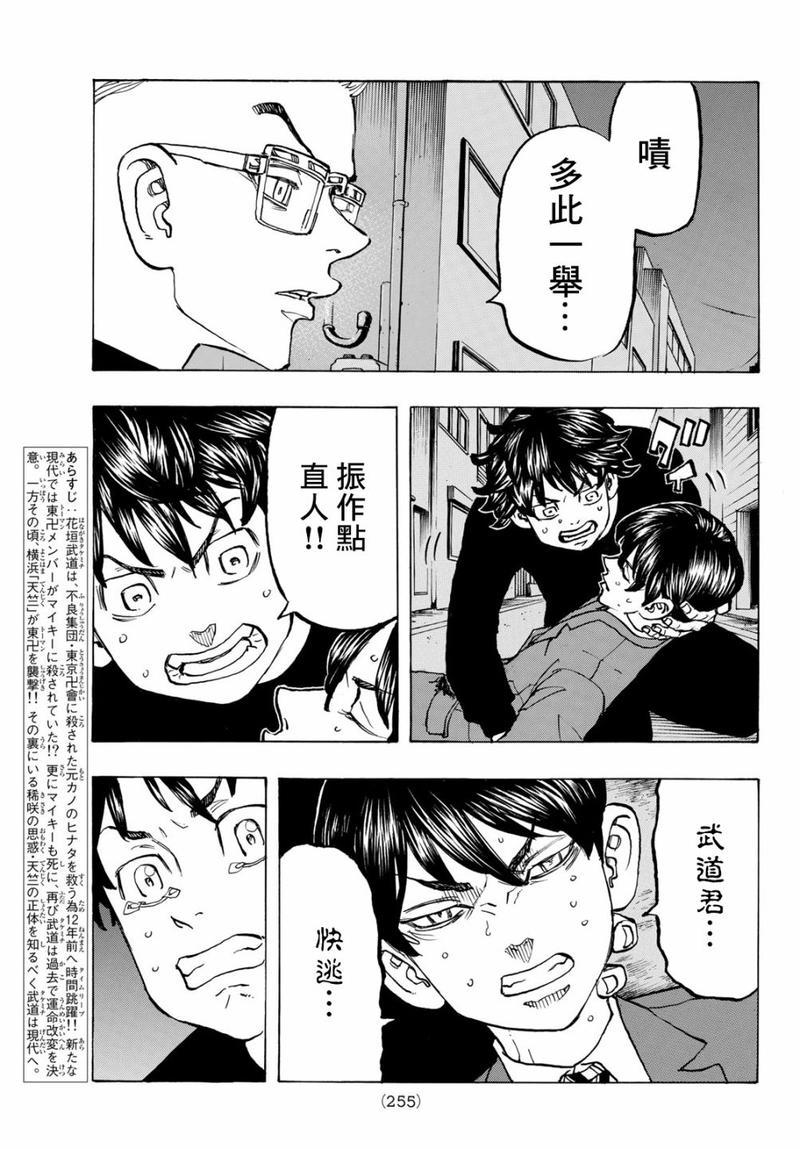 嘖
多此一舉…
振作點
直人!!
武道君…
快逃…
あらすじ：花垣武道は、不良集団・東京卍會に殺された元カノのヒナタを救う為12年前へ時間跳躍!! 新たな
現代では東卍メンバーがマイキーに殺されていた!? 更にマイキーも死に、再び武道は過去で運命改変を決
意。一方その頃、横浜「天竺」が東卍を襲撃!! その裏にいる稀咲の思惑・天竺の正体を知るべく武道は現代へ。
(255)